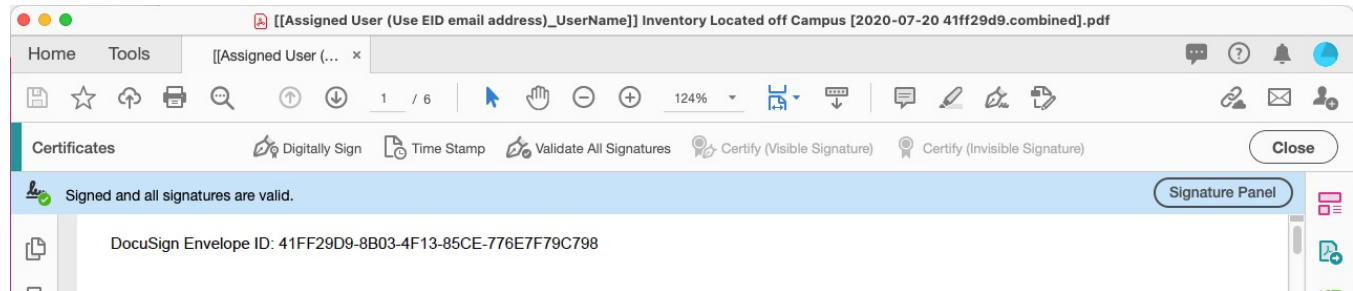 [[Assigned User (Use EID email address)_UserName]] Inventory Located off Campus [2020-07-20 41ff29d9.combined].pdf
Home Tools [[Assigned User (... ×
1 / 6 124%
Certificates Digitally Sign Time Stamp Validate All Signatures Certify (Visible Signature) Certify (Invisible Signature) Close
Signed and all signatures are valid. Signature Panel
DocuSign Envelope ID: 41FF29D9-8B03-4F13-85CE-776E7F79C798